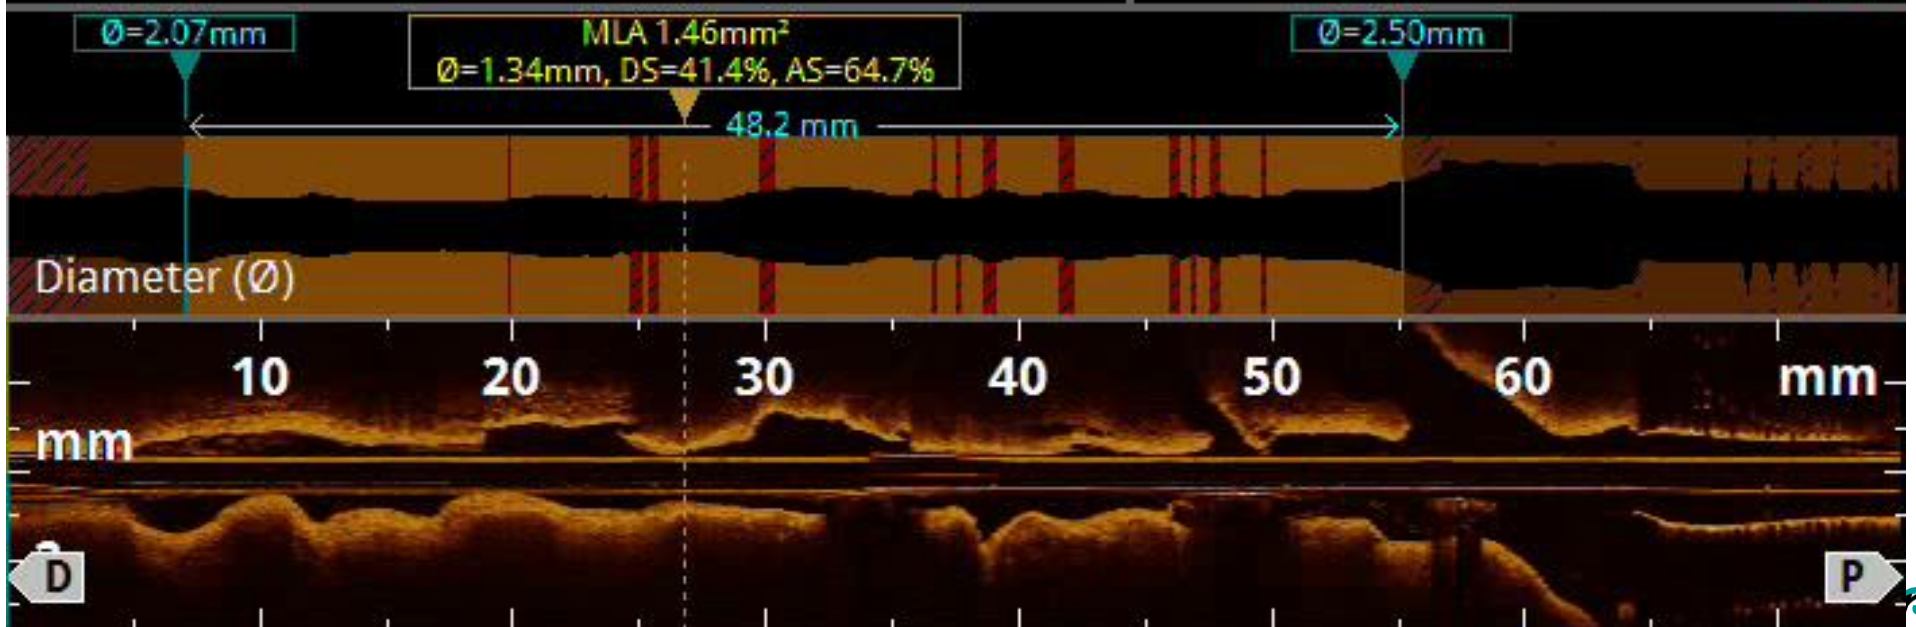 Ø=2.07mm
MLA 1.46mm²
Ø=1.34mm, DS=41.4%, AS=64.7%
Ø=2.50mm
48.2 mm
Diameter (Ø)
10 20 30 40 50 60 mm
mm
D
P